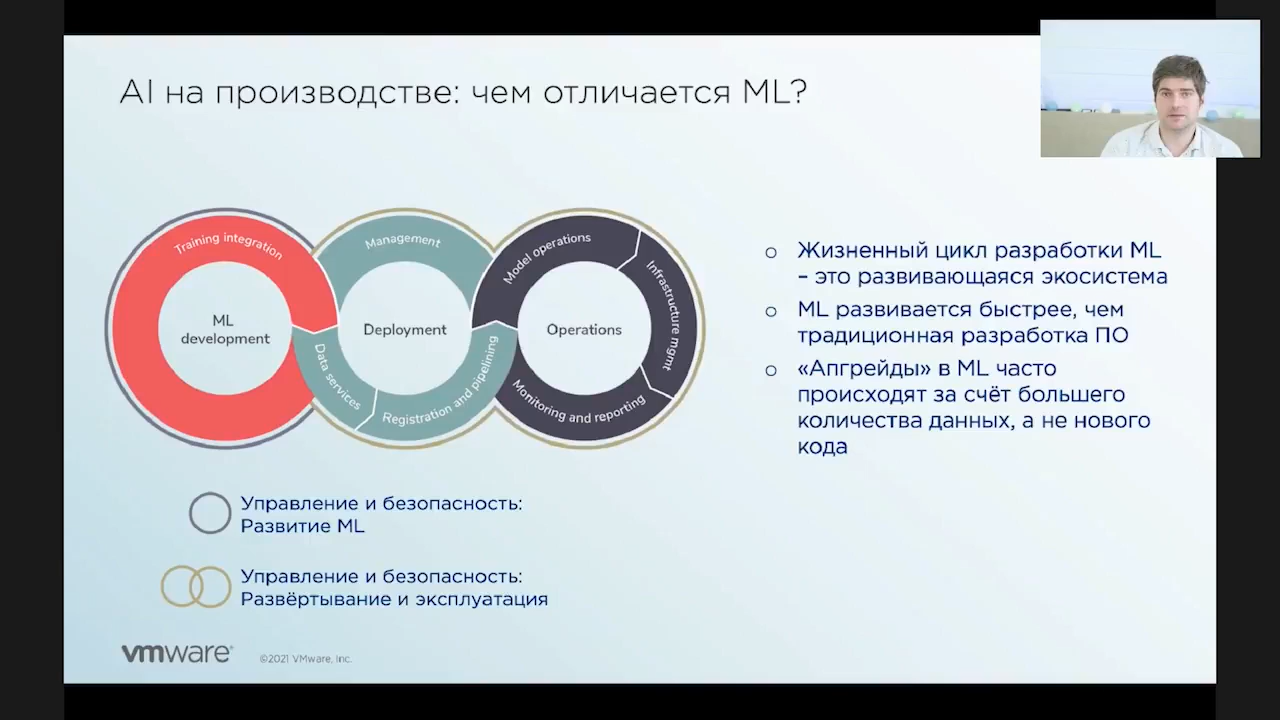 AI на производстве: чем отличается ML?
Training integration
ML
development
Management
Deployment
Data services
Registration and pipelining
Model operations
Infrastructure mgmt
Operations
Monitoring and reporting
Жизненный цикл разработки ML
– это развивающаяся экосистема
ML развивается быстрее, чем
традиционная разработка ПО
«Апгрейды» в ML часто
происходят за счёт большего
количества данных, а не нового
кода
Управление и безопасность:
Развитие ML
Управление и безопасность:
Развёртывание и эксплуатация
vmware®
©2021 VMware, Inc.